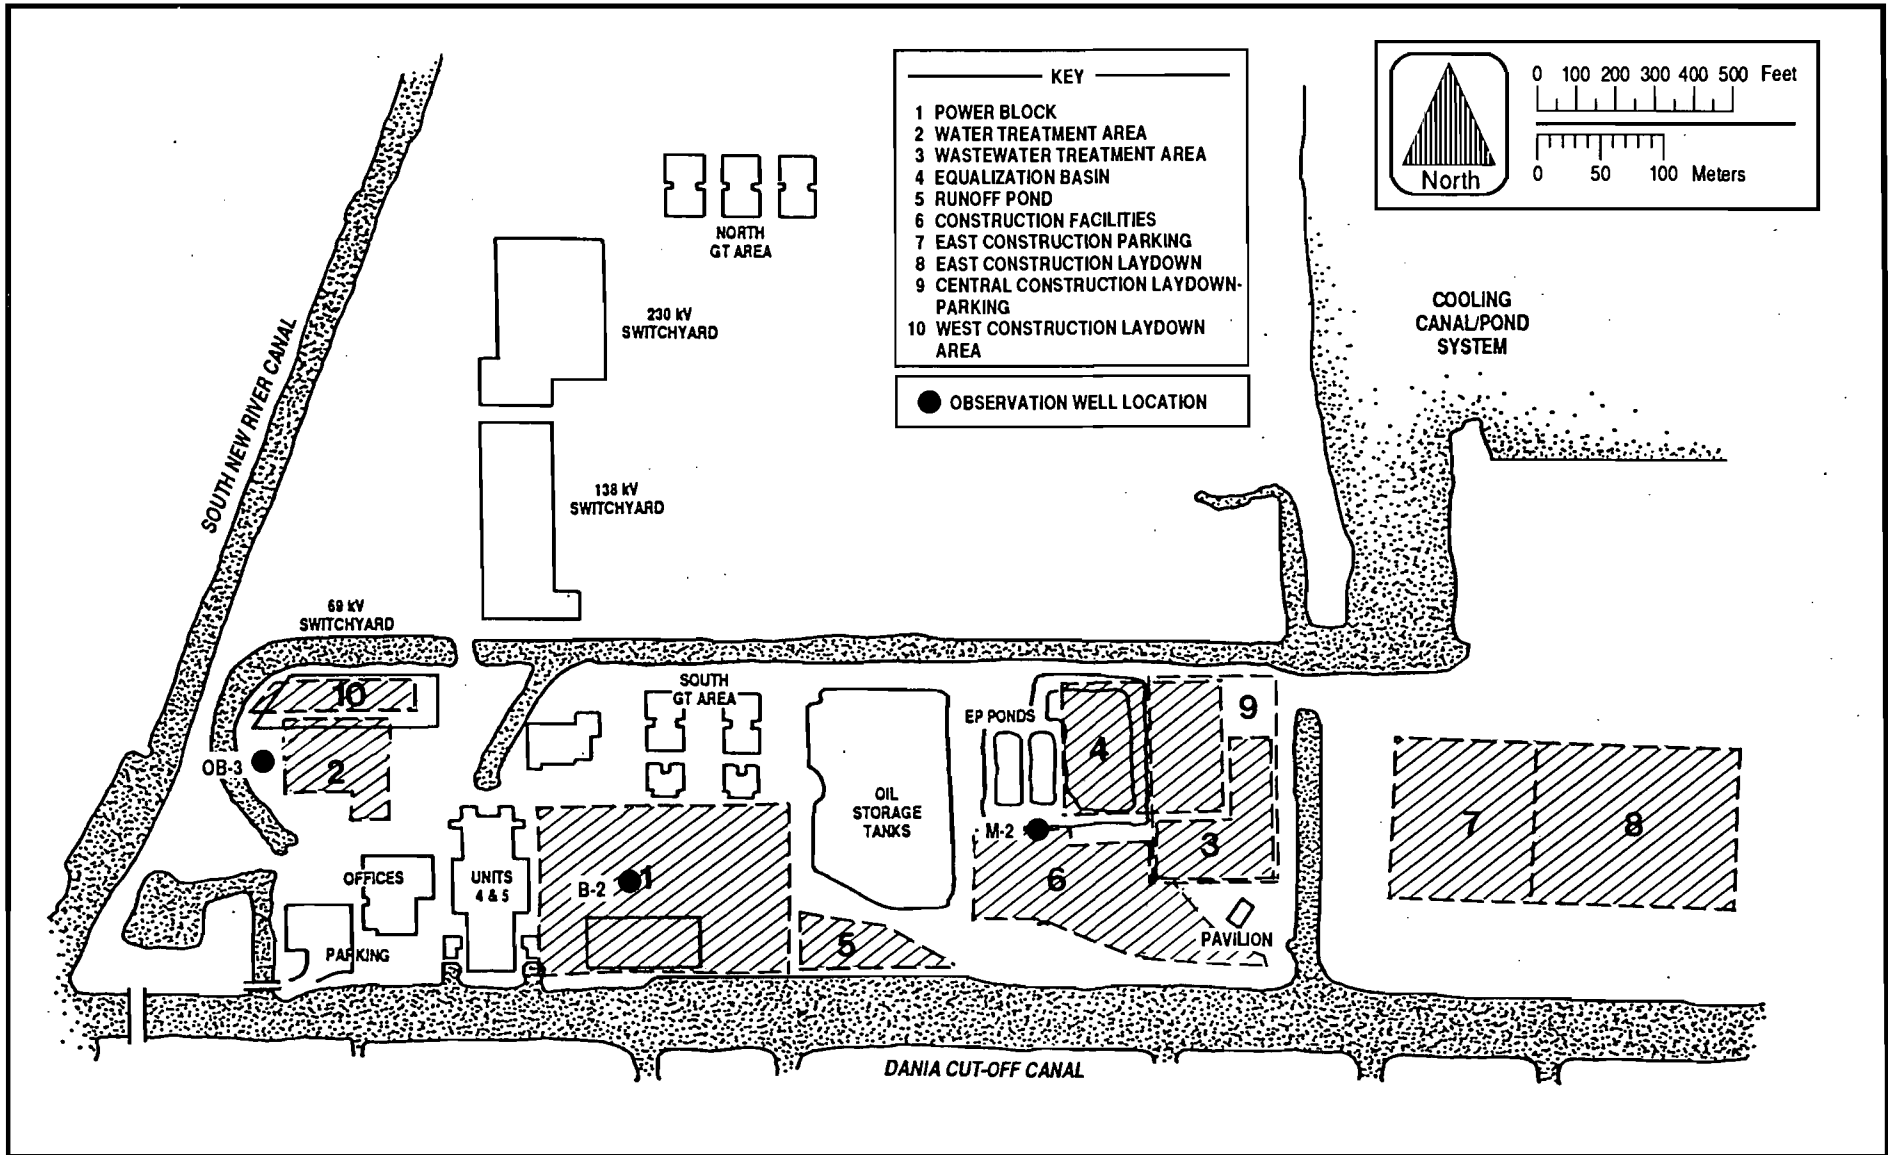 KEY
1 POWER BLOCK
2 WATER TREATMENT AREA
3 WASTEWATER TREATMENT AREA
4 EQUALIZATION BASIN
5 RUNOFF POND
6 CONSTRUCTION FACILITIES
7 EAST CONSTRUCTION PARKING
8 EAST CONSTRUCTION LAYDOWN
9 CENTRAL CONSTRUCTION LAYDOWN-
PARKING
10 WEST CONSTRUCTION LAYDOWN
AREA
OBSERVATION WELL LOCATION
North
0 100 200 300 400 500 Feet
0 50 100 Meters
NORTH
GT AREA
230 kV
SWITCHYARD
COOLING
CANAL/POND
SYSTEM
SOUTH NEW RIVER CANAL
138 kV
SWITCHYARD
69 kV
SWITCHYARD
10
SOUTH
GT AREA
EP PONDS
9
4
OB-3
2
OIL
STORAGE
TANKS
M-2
3
7
8
OFFICES
UNITS
4 & 5
B-2
1
6
PARKING
5
PAVILION
DANIA CUT-OFF CANAL